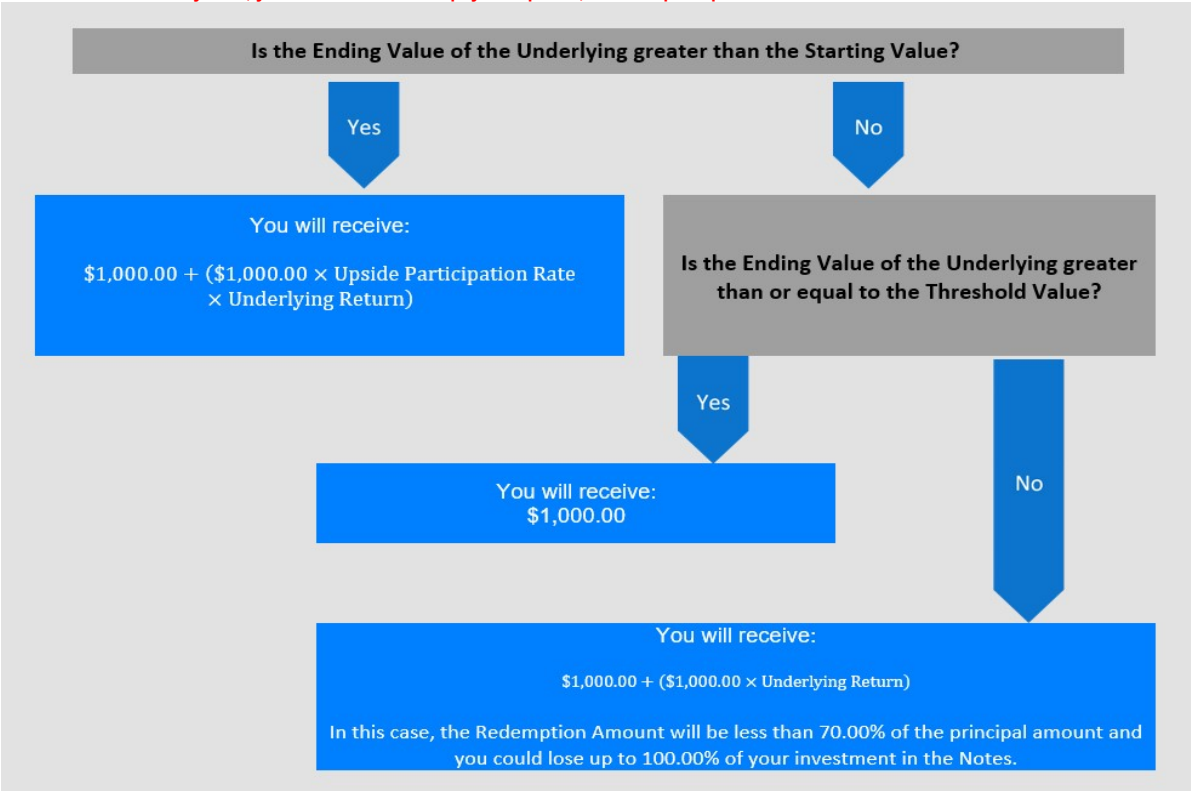 Is the Ending Value of the Underlying greater than the Starting Value?
Yes
No
You will receive:
$1,000.00 + ($1,000.00 × Upside Participation Rate
× Underlying Return)
Is the Ending Value of the Underlying greater
than or equal to the Threshold Value?
Yes
You will receive:
$1,000.00
No
You will receive:
$1,000.00 + ($1,000.00 × Underlying Return)
In this case, the Redemption Amount will be less than 70.00% of the principal amount and
you could lose up to 100.00% of your investment in the Notes.